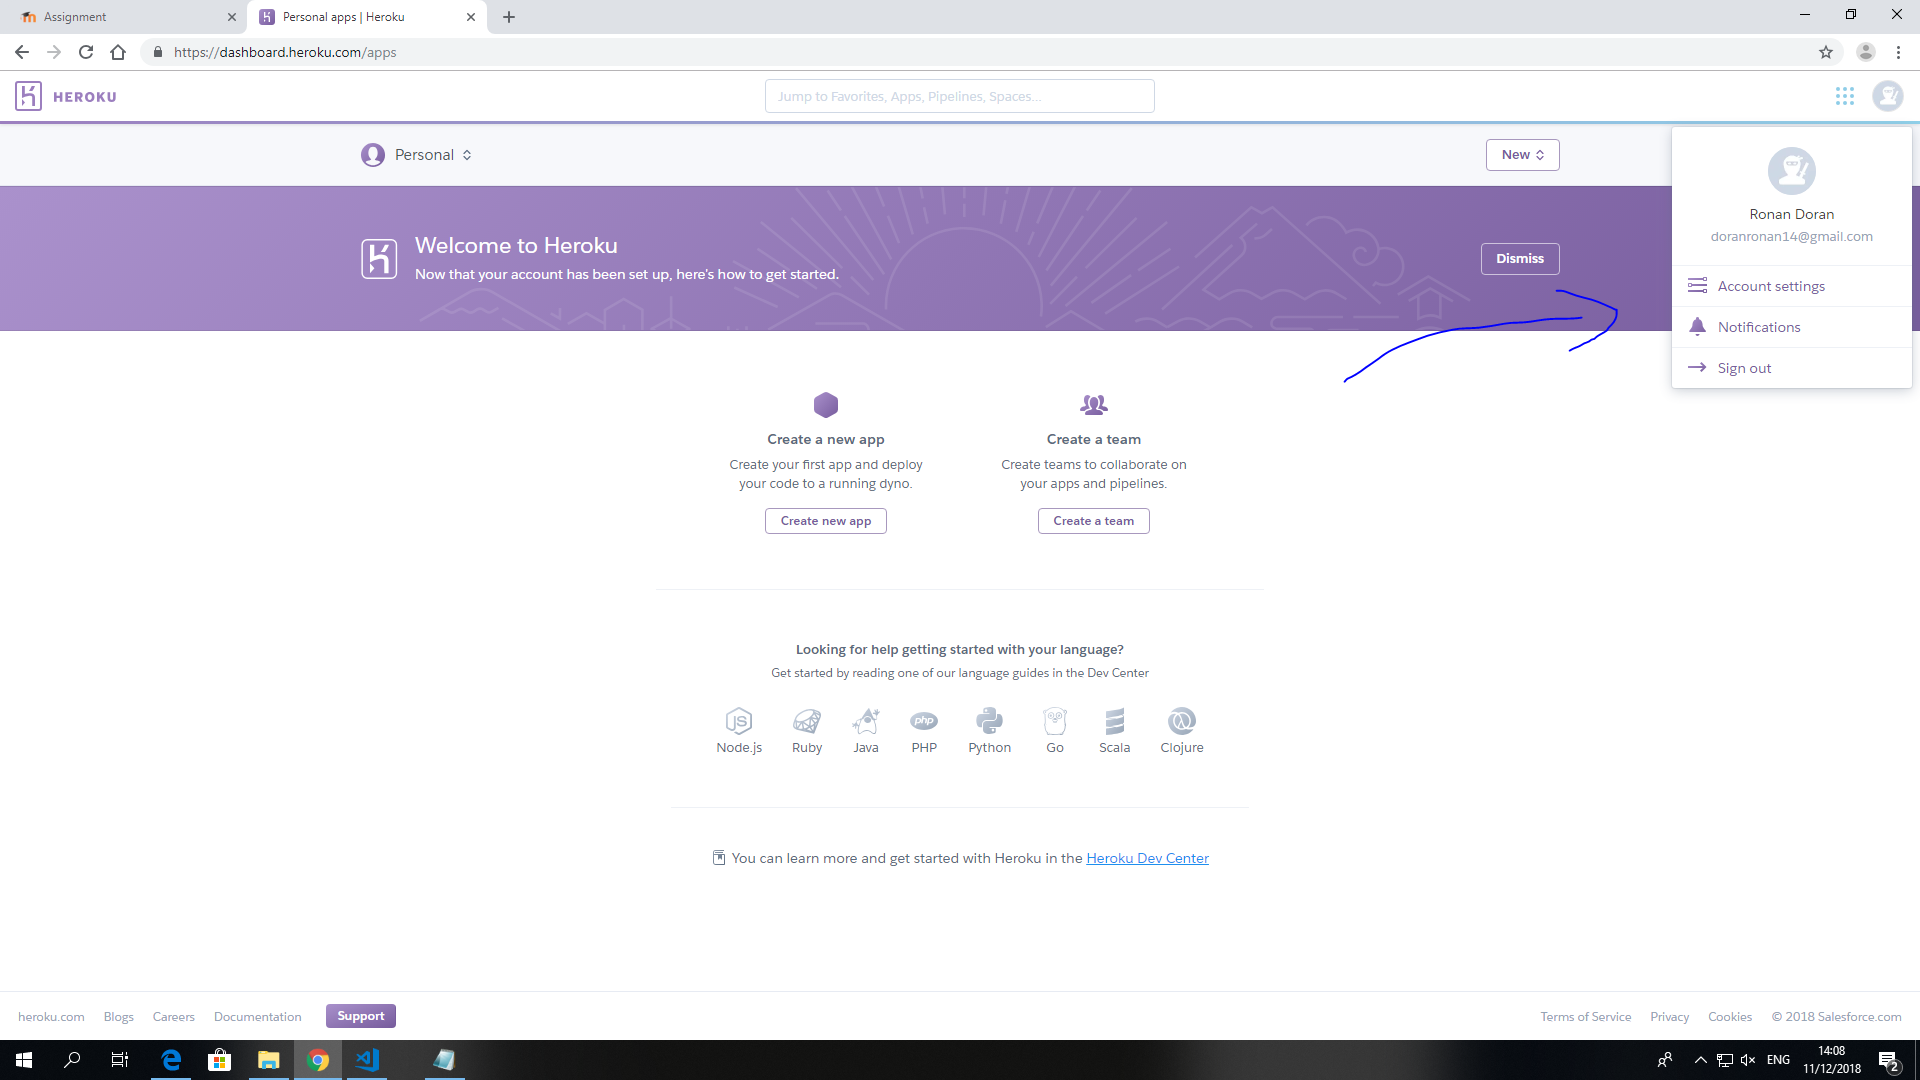 Assignment
Personal apps | Heroku
https://dashboard.heroku.com/apps
HEROKU
Jump to Favorites, Apps, Pipelines, Spaces...
Personal
New
Ronan Doran
doranronan14@gmail.com
Account settings
Notifications
Sign out
Welcome to Heroku
Now that your account has been set up, here's how to get started.
Dismiss
Create a new app
Create your first app and deploy
your code to a running dyno.
Create new app
Create a team
Create teams to collaborate on
your apps and pipelines.
Create a team
Looking for help getting started with your language?
Get started by reading one of our language guides in the Dev Center
JS
php
Node.js Ruby Java PHP Python Go Scala Clojure
You can learn more and get started with Heroku in the Heroku Dev Center
heroku.com Blogs Careers Documentation Support
Terms of Service Privacy Cookies © 2018 Salesforce.com
ENG
14:08
11/12/2018
2